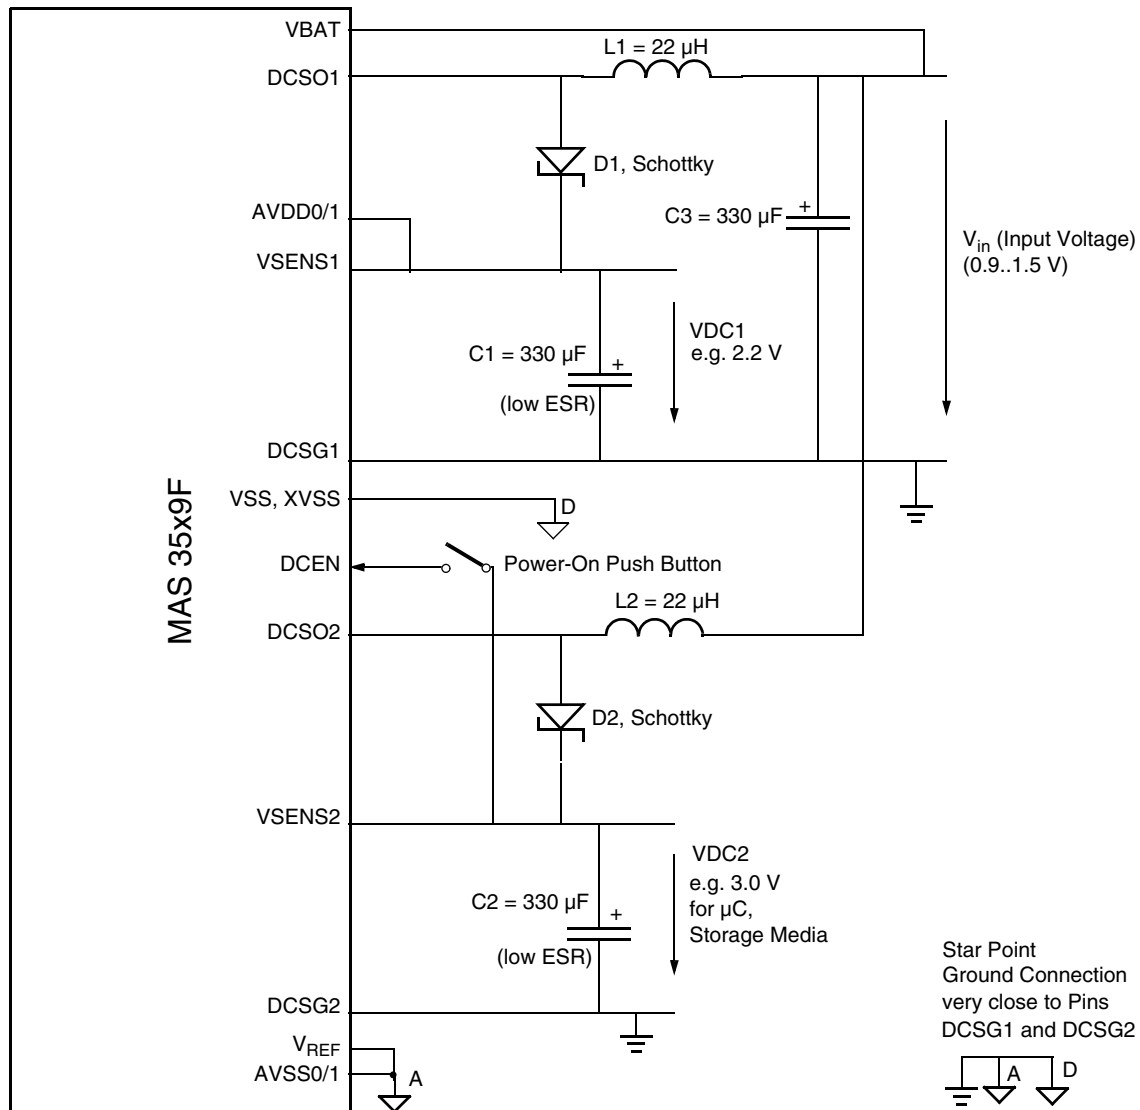 VBAT
L1 = 22 µH
DCSO1
D1, Schottky
AVDD0/1
C3 = 330 µF
+
Vin (Input Voltage)
(0.9..1.5 V)
VSENS1
VDC1
e.g. 2.2 V
C1 = 330 µF
+
(low ESR)
DCSG1
VSS, XVSS
D
MAS 35x9F
DCEN
Power-On Push Button
L2 = 22 µH
DCSO2
D2, Schottky
VSENS2
VDC2
e.g. 3.0 V
for µC,
Storage Media
C2 = 330 µF
+
(low ESR)
DCSG2
VREF
AVSS0/1
A
Star Point
Ground Connection
very close to Pins
DCSG1 and DCSG2
A
D